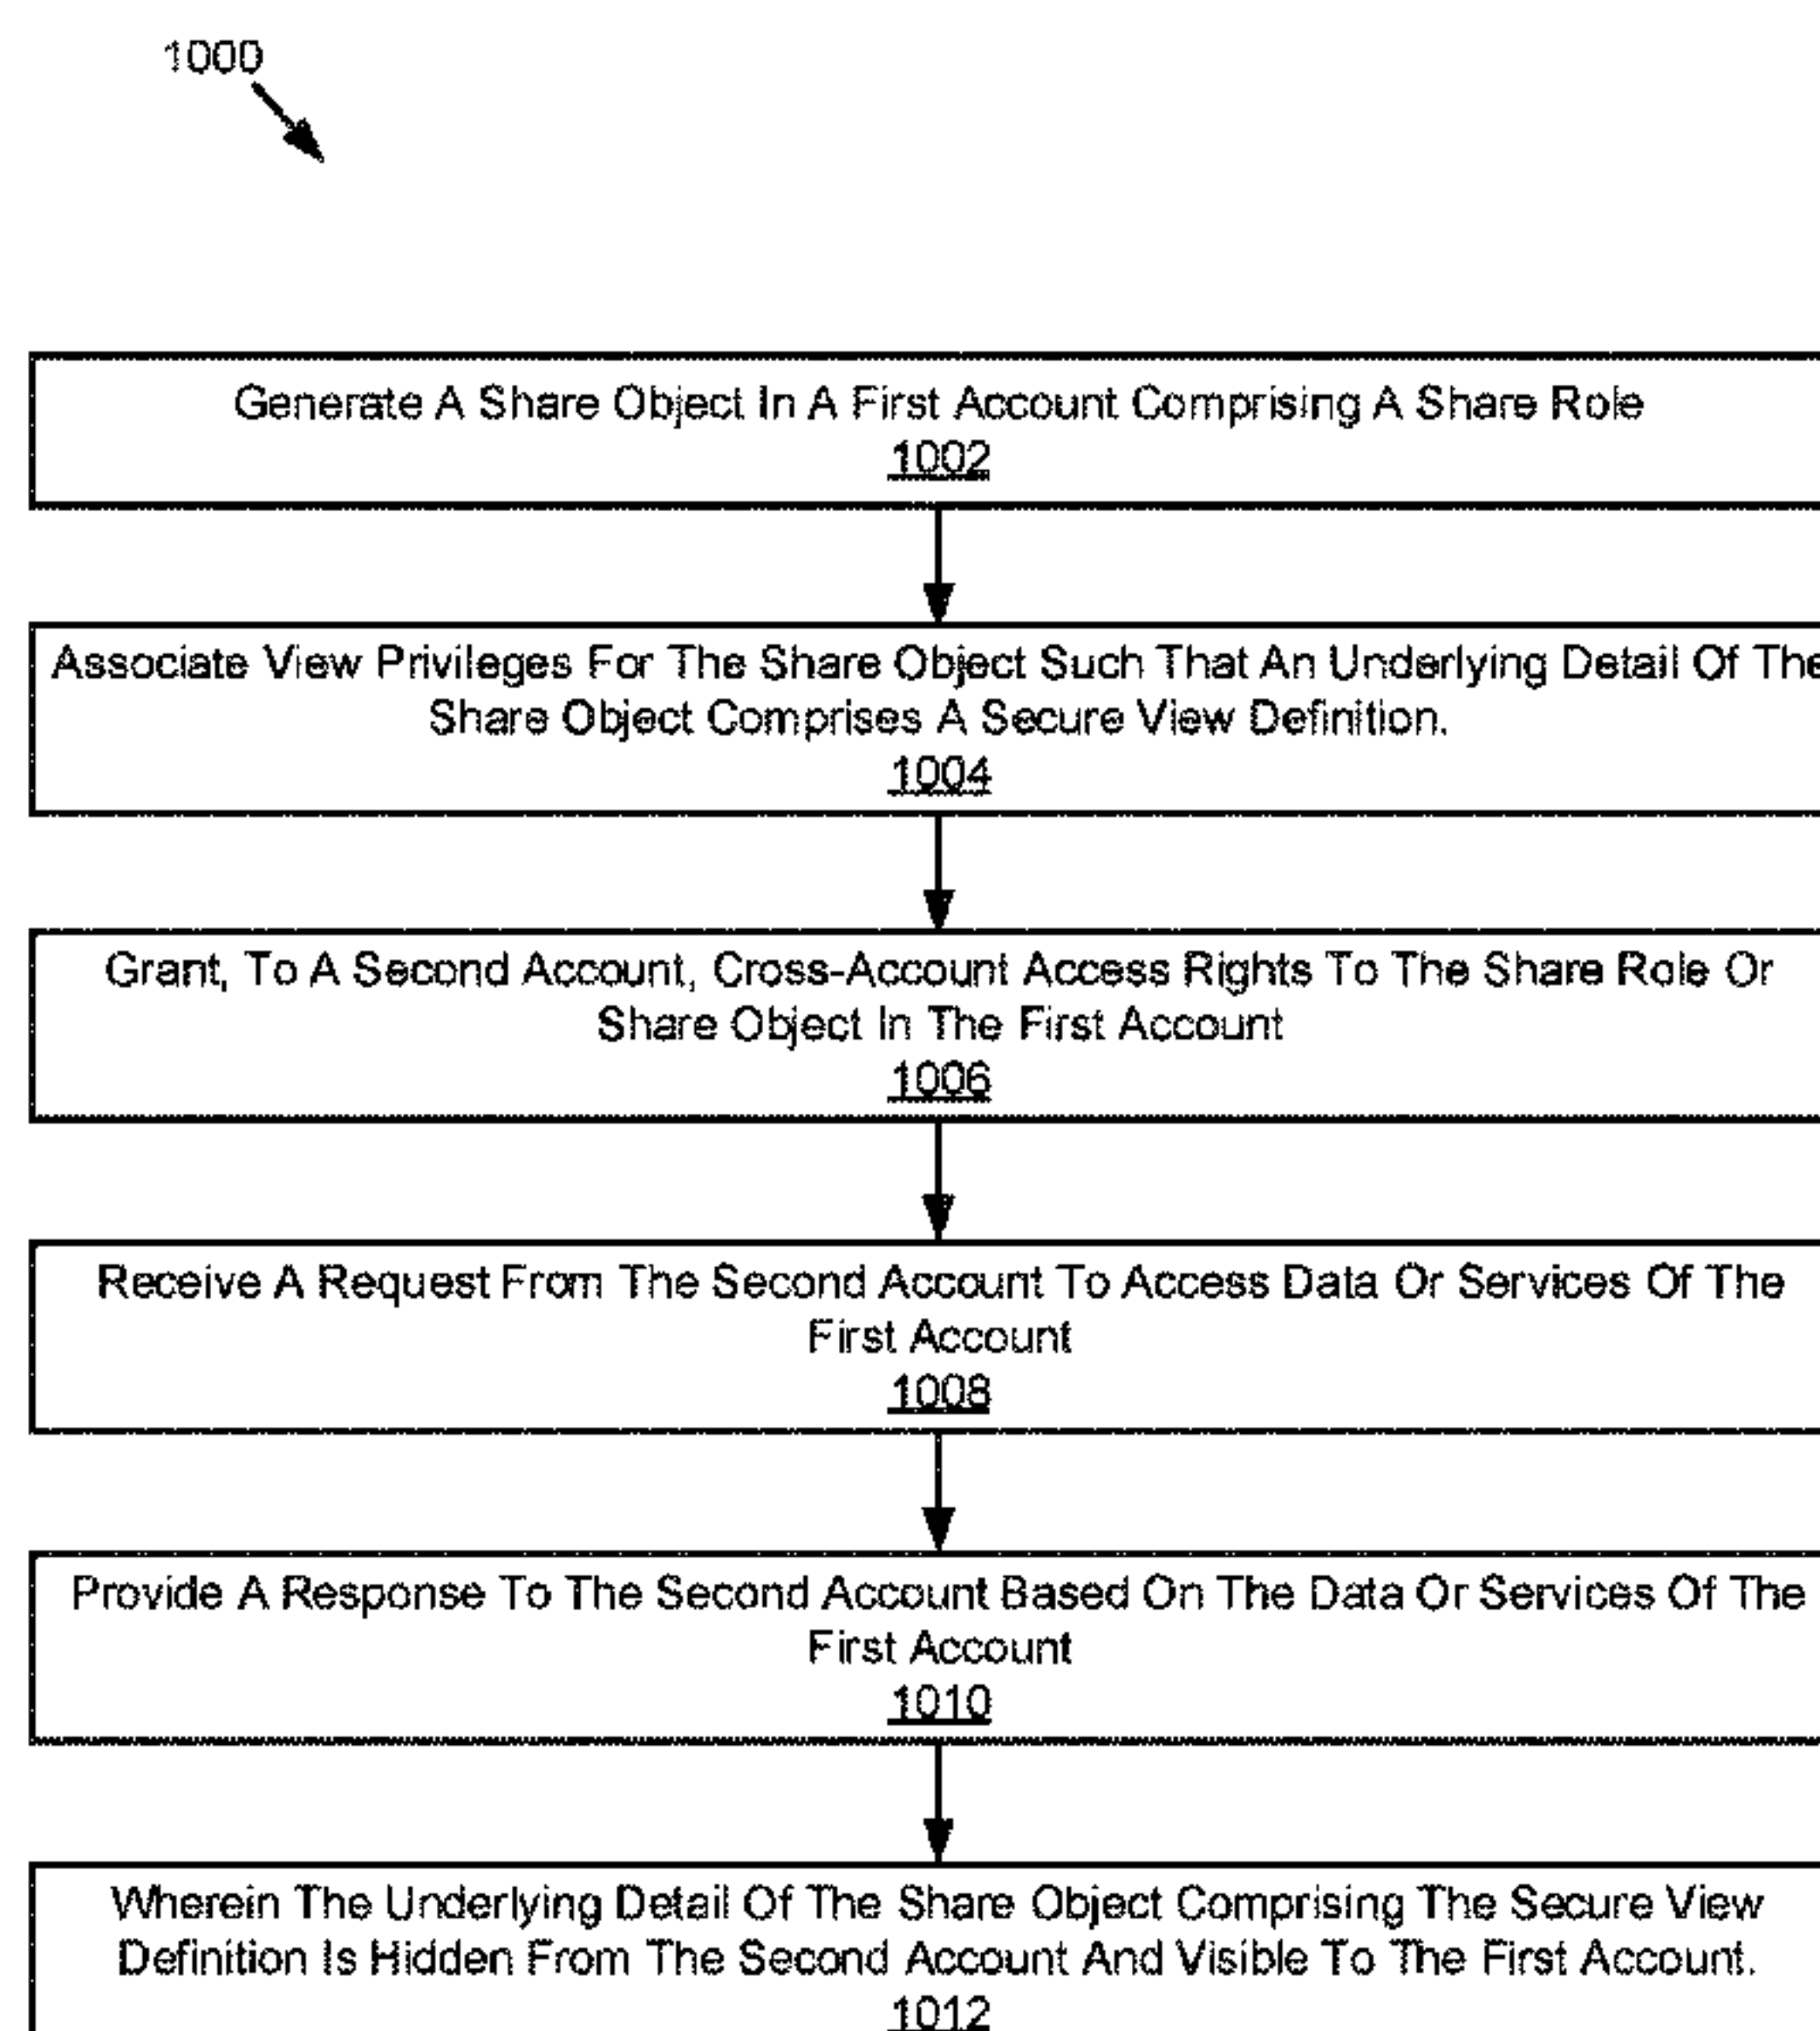 1000
Generate A Share Object In A First Account Comprising A Share Role
1002
Associate View Privileges For The Share Object Such That An Underlying Detail Of The
Share Object Comprises A Secure View Definition.
1004
Grant, To A Second Account, Cross-Account Access Rights To The Share Role Or
Share Object In The First Account
1006
Receive A Request From The Second Account To Access Data Or Services Of The
First Account
1008
Provide A Response To The Second Account Based On The Data Or Services Of The
First Account
1010
Wherein The Underlying Detail Of The Share Object Comprising The Secure View
Definition Is Hidden From The Second Account And Visible To The First Account.
1012